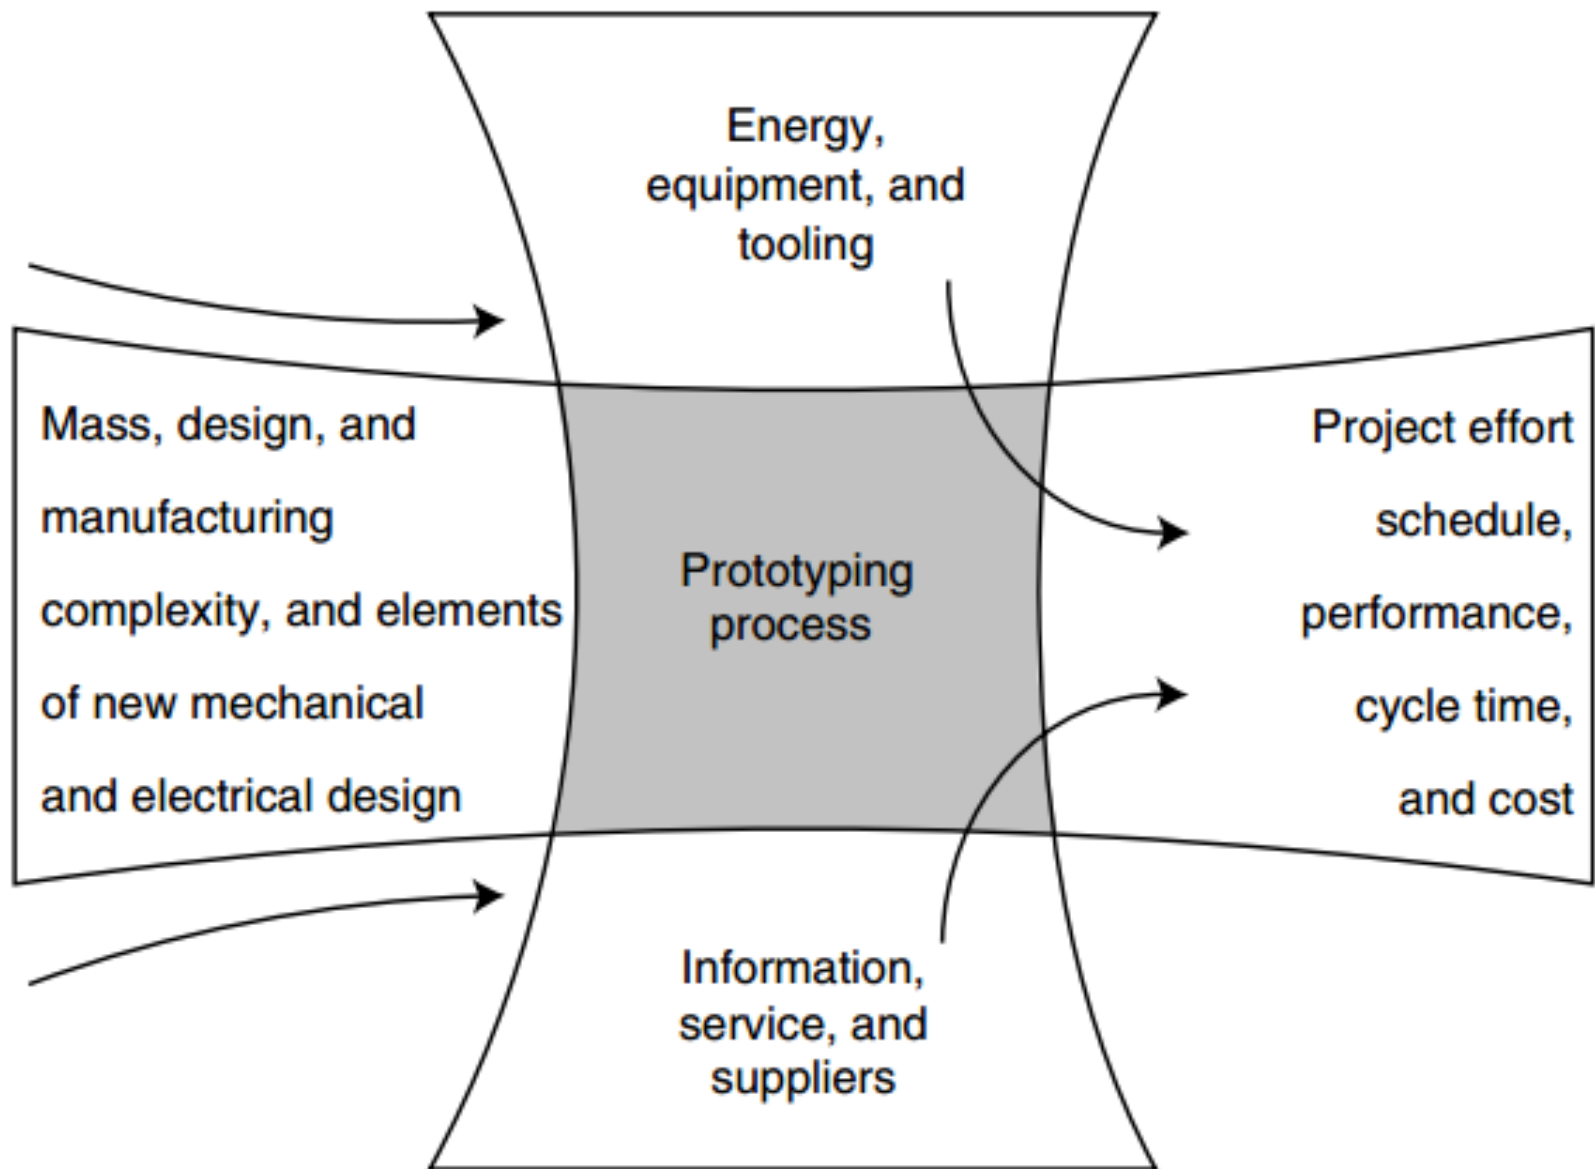 Energy,
equipment, and
tooling
Mass, design, and
manufacturing
complexity, and elements
of new mechanical
and electrical design
Prototyping
process
Project effort
schedule,
performance,
cycle time,
and cost
Information,
service, and
suppliers